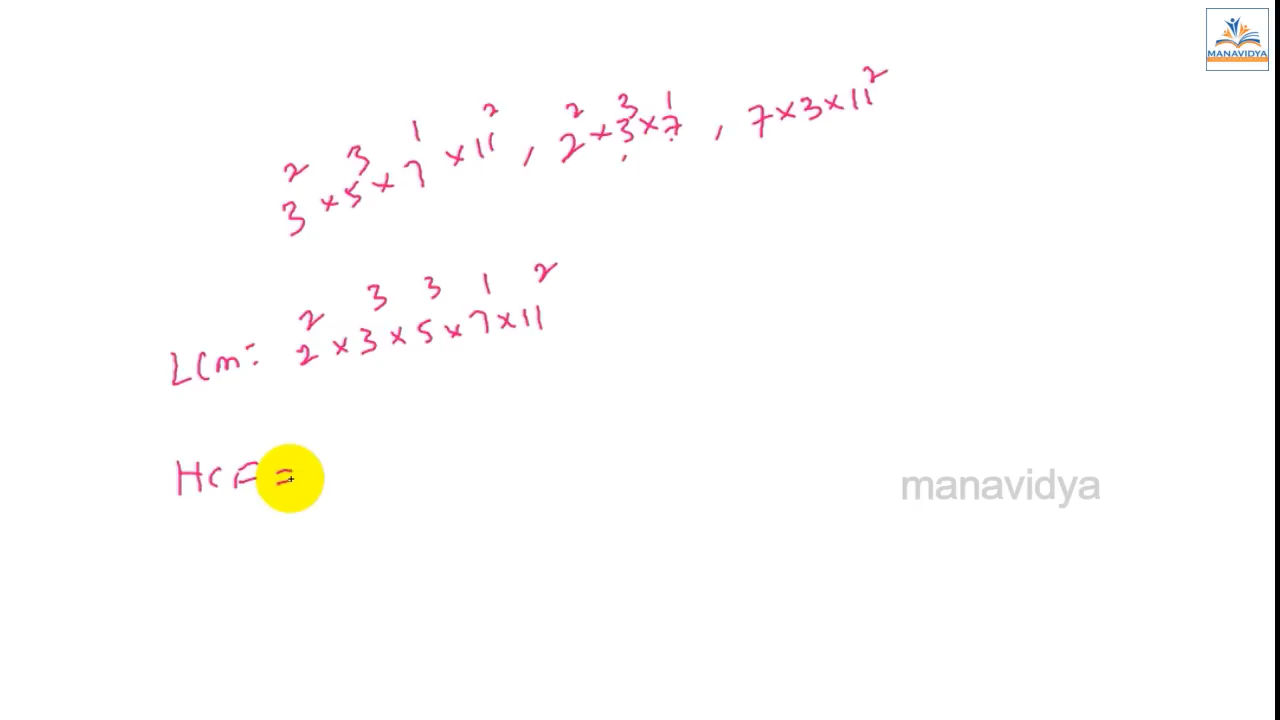 MANAVIDYA
3² × 5³ × 7¹ × 11² , 2² × 3³ × 7¹ , 7 × 3 × 11²
LCm: 2² × 3³ × 5³ × 7¹ × 11²
HCF =
manavidya